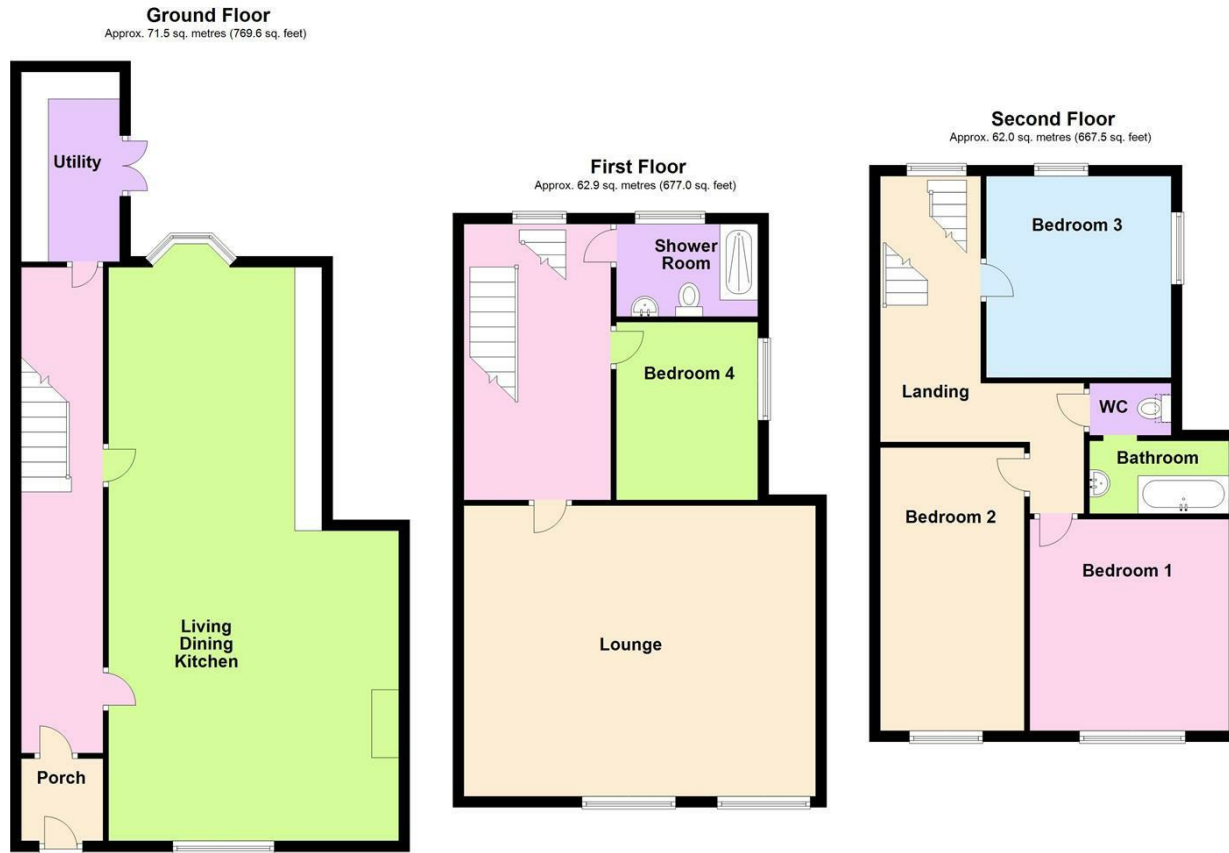 Ground Floor
Approx. 71.5 sq. metres (769.6 sq. feet)
Utility
Living
Dining
Kitchen
Porch
First Floor
Approx. 62.9 sq. metres (677.0 sq. feet)
Shower
Room
Bedroom 4
Lounge
Second Floor
Approx. 62.0 sq. metres (667.5 sq. feet)
Bedroom 3
Landing
WC
Bathroom
Bedroom 2
Bedroom 1